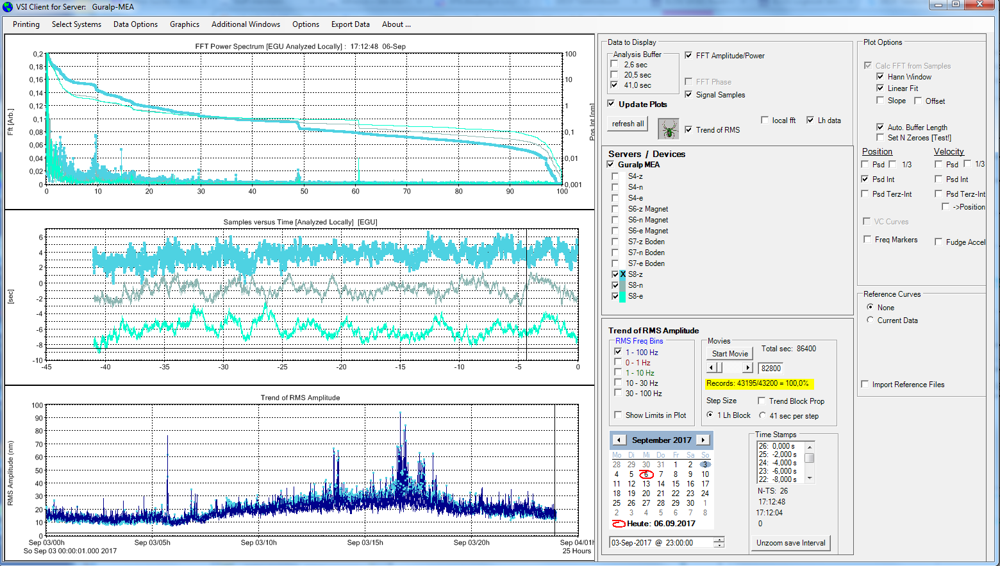 VSI Client for Server:   Guralp-MEA
Printing  Select Systems  Data Options  Graphics  Additional Windows  Options  Export Data  About ...
FFT Power Spectrum [EGU Analyzed Locally] :  17:12:48  06-Sep
0,2
0,18
0,16
0,14
0,12
0,1
0,08
0,06
0,04
0,02
0
Fft [Arb.]
100
10
1
0,1
0,01
0,001
Pos Int [nm]
0 10 20 30 40 50 60 70 80 90 100
Samples versus Time [Analyzed Locally]  [EGU]
6
4
2
0
-2
-4
-6
-8
-10
[sec]
-45 -40 -35 -30 -25 -20 -15 -10 -5 0
Trend of RMS Amplitude
100
90
80
70
60
50
40
30
20
10
0
RMS Amplitude (nm)
Sep 03/00h Sep 03/05h Sep 03/10h Sep 03/15h Sep 03/20h Sep 04/01h
So Sep 03 00:00:01.000 2017
25 Hours
Data to Display
Analysis Buffer
2,6 sec
20,5 sec
41,0 sec
FFT Amplitude/Power
FFT Phase
Signal Samples
Update Plots
refresh all
Trend of RMS
local fft
Lh data
Servers / Devices
Guralp MEA
S4-z
S4-n
S4-e
S6-z Magnet
S6-n Magnet
S6-e Magnet
S7-z Boden
S7-n Boden
S7-e Boden
X S8-z
S8-n
S8-e
Trend of RMS Amplitude
RMS Freq Bins
1 - 100 Hz
0 - 1 Hz
1 - 10 Hz
10 - 30 Hz
30 - 100 Hz
Show Limits in Plot
Movies
Start Movie
Total sec:  86400
82800
Records: 43195/43200 = 100,0%
Step Size
Trend Block Prop
1 Lh Block
41 sec per step
September 2017
Mo Di Mi Do Fr Sa So
28 29 30 31 1 2 3
4 5 6 7 8 9 10
11 12 13 14 15 16 17
18 19 20 21 22 23 24
25 26 27 28 29 30 1
2 3 4 5 6 7 8
Heute: 06.09.2017
03-Sep-2017 @ 23:00:00
Time Stamps
26:  0,000 s
25:  -2,000 s
24:  -4,000 s
23:  -6,000 s
22:  -8,000 s
N-TS:  26
17:12:48
17:12:04
0
Unzoom save Interval
Plot Options
Calc FFT from Samples
Hann Window
Linear Fit
Slope
Offset
Auto. Buffer Length
Set N Zeroes [Test!]
Position
Psd
1/3
Psd Int
Psd Terz-Int
Velocity
Psd
1/3
Psd Int
Psd Terz-Int
->Position
VC Curves
Freq Markers
Fudge Accel
Reference Curves
None
Current Data
Import Reference Files